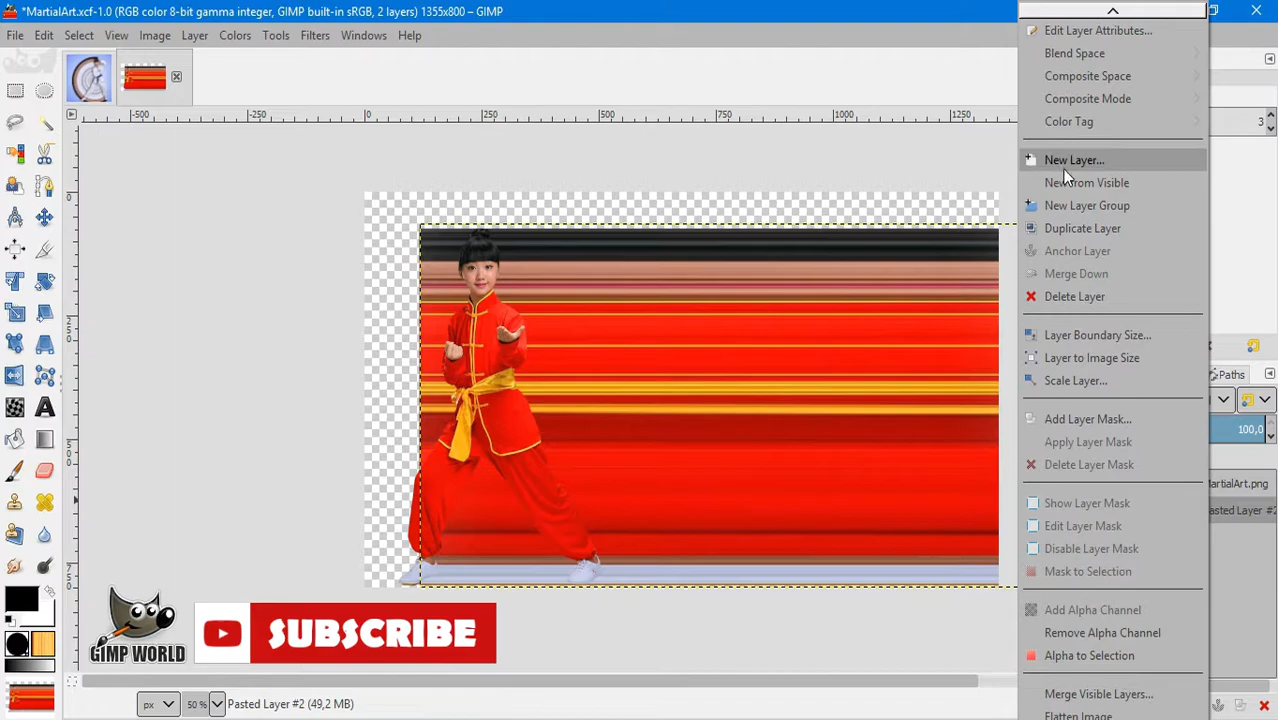 *MartialArt.xcf-1.0 (RGB color 8-bit gamma integer, GIMP built-in sRGB, 2 layers) 1355x800 – GIMP
File Edit Select View Image Layer Colors Tools Filters Windows Help
-500 -250 0 250 500 750 1000 1250
0
250
500
750
Edit Layer Attributes...
Blend Space
Composite Space
Composite Mode
Color Tag
3
New Layer...
New from Visible
New Layer Group
Duplicate Layer
Anchor Layer
Merge Down
Delete Layer
Layer Boundary Size...
Layer to Image Size
Scale Layer...
Paths
Add Layer Mask...
100,0
Apply Layer Mask
Delete Layer Mask
MartialArt.png
Show Layer Mask
asted Layer #2
Edit Layer Mask
Disable Layer Mask
Mask to Selection
Add Alpha Channel
Remove Alpha Channel
Alpha to Selection
Merge Visible Layers...
Flatten Image
GIMP WORLD
SUBSCRIBE
px 50 % Pasted Layer #2 (49,2 MB)